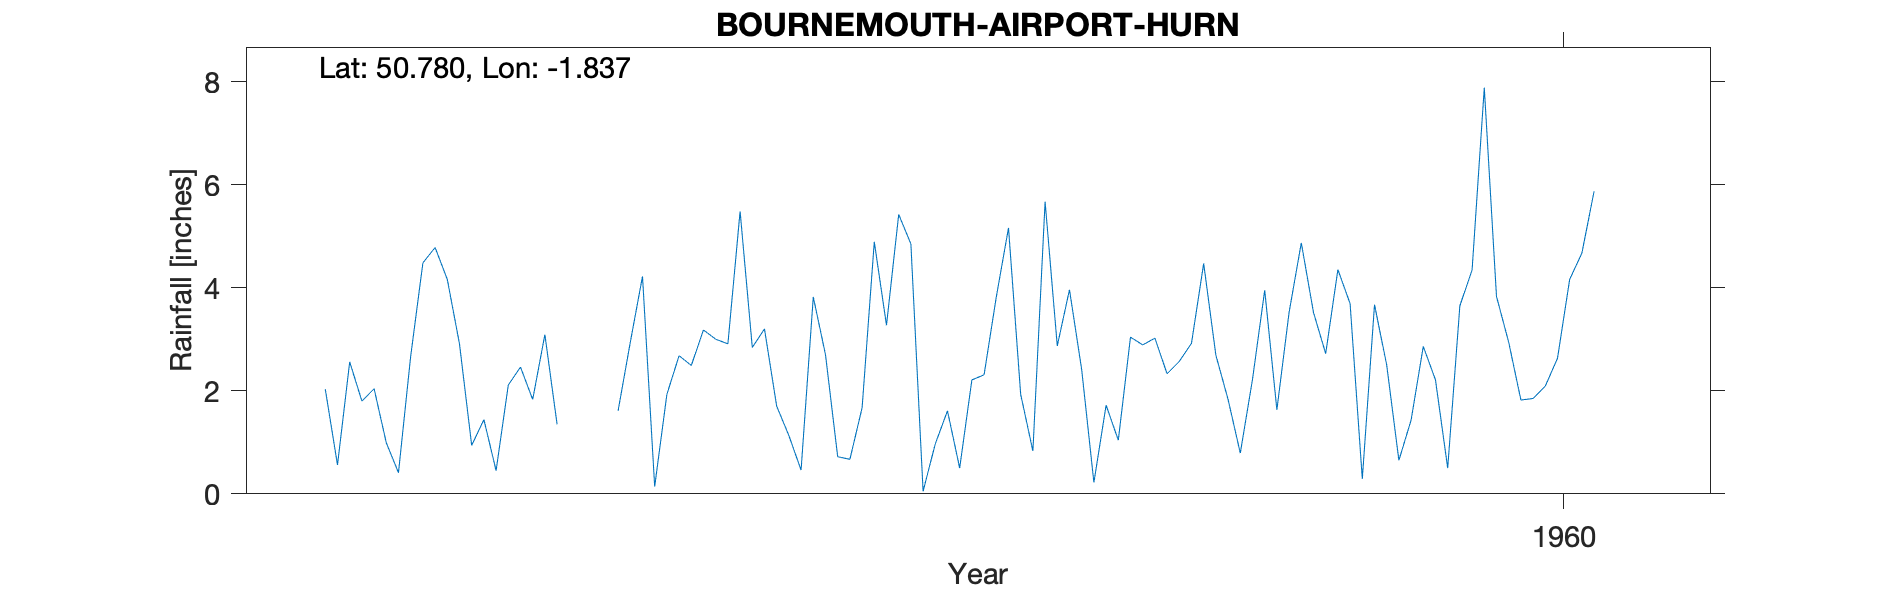 BOURNEMOUTH-AIRPORT-HURN
Lat: 50.780, Lon: -1.837
8
6
4
2
0
Rainfall [inches]
1960
Year